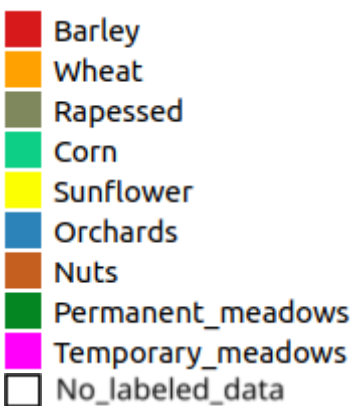 Barley
Wheat
Rapessed
Corn
Sunflower
Orchards
Nuts
Permanent_meadows
Temporary_meadows
No_labeled_data